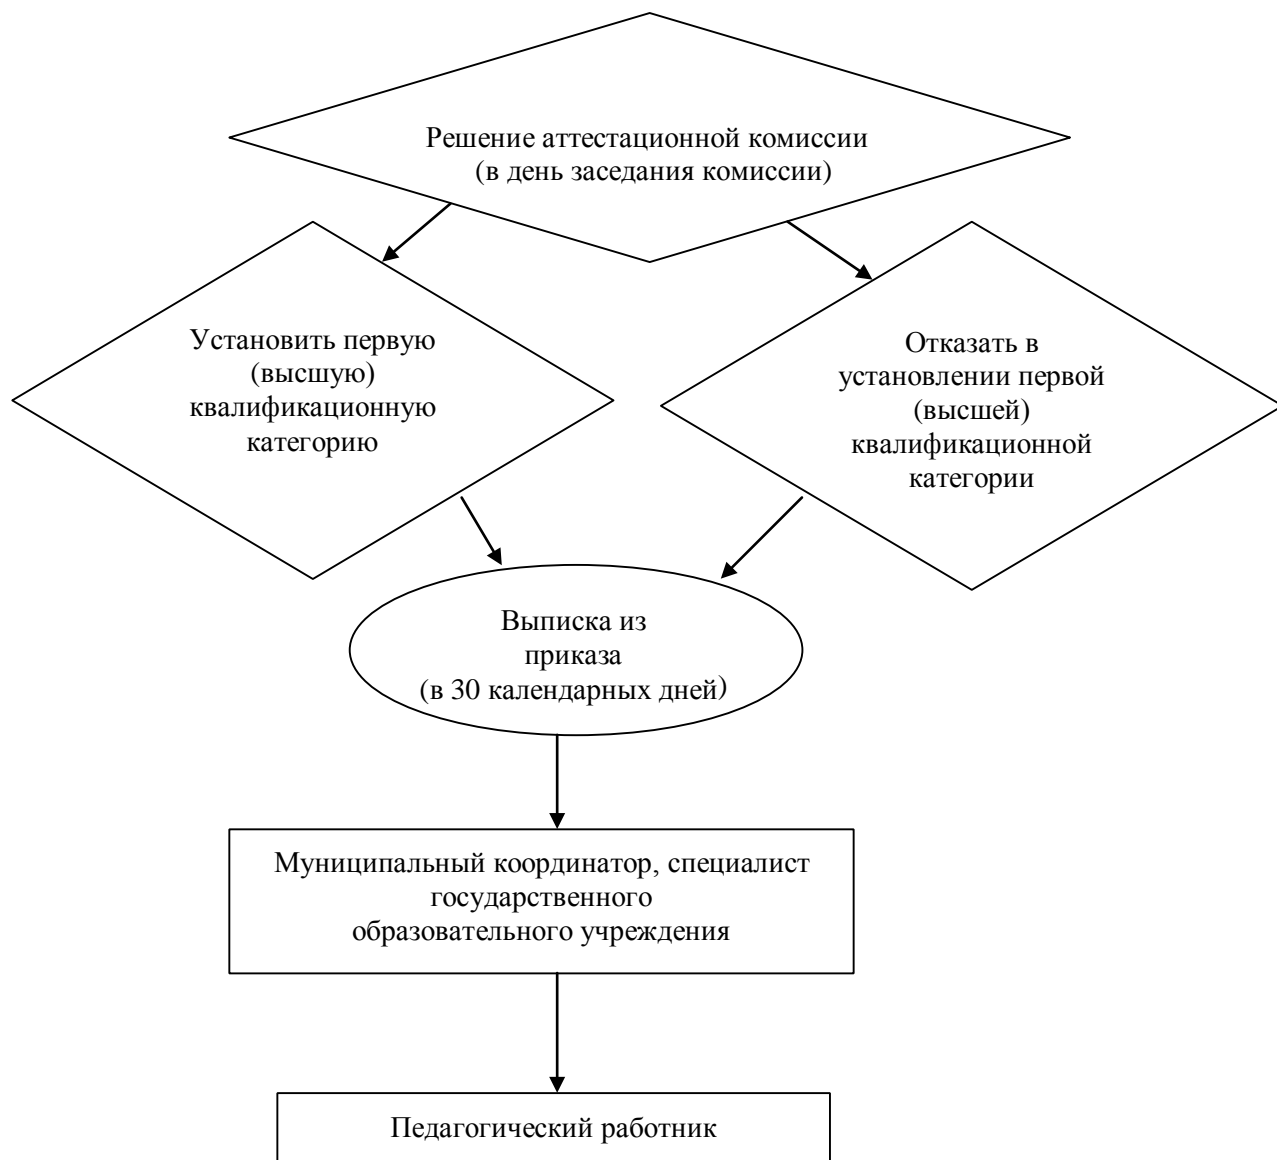 Решение аттестационной комиссии
(в день заседания комиссии)
Установить первую
(высшую)
квалификационную
категорию
Отказать в
установлении первой
(высшей)
квалификационной
категории
Выписка из
приказа
(в 30 календарных дней)
Муниципальный координатор, специалист
государственного
образовательного учреждения
Педагогический работник